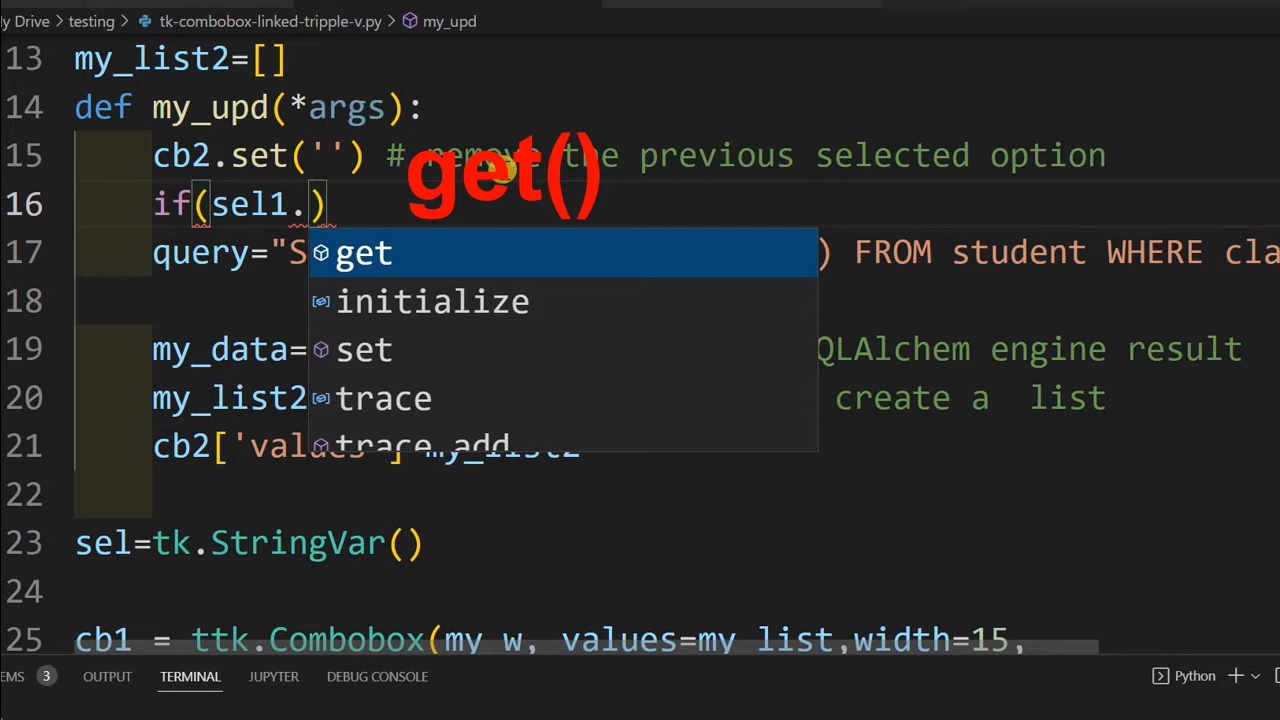 y Drive > testing > tk-combobox-linked-tripple-v.py > my_upd
13 my_list2=[]
14 def my_upd(*args):
15 cb2.set('') # remove the previous selected option
get()
16 if(sel1.)
17 query="S ) FROM student WHERE cla
get
initialize
18
set
19 my_data= QLAlchem engine result
trace
20 my_list2 create a list
trace_add
21 cb2['values']=my_list2
22
23 sel=tk.StringVar()
24
25 cb1 = ttk.Combobox(my_w, values=my_list,width=15,
EMS 3 OUTPUT TERMINAL JUPYTER DEBUG CONSOLE Python